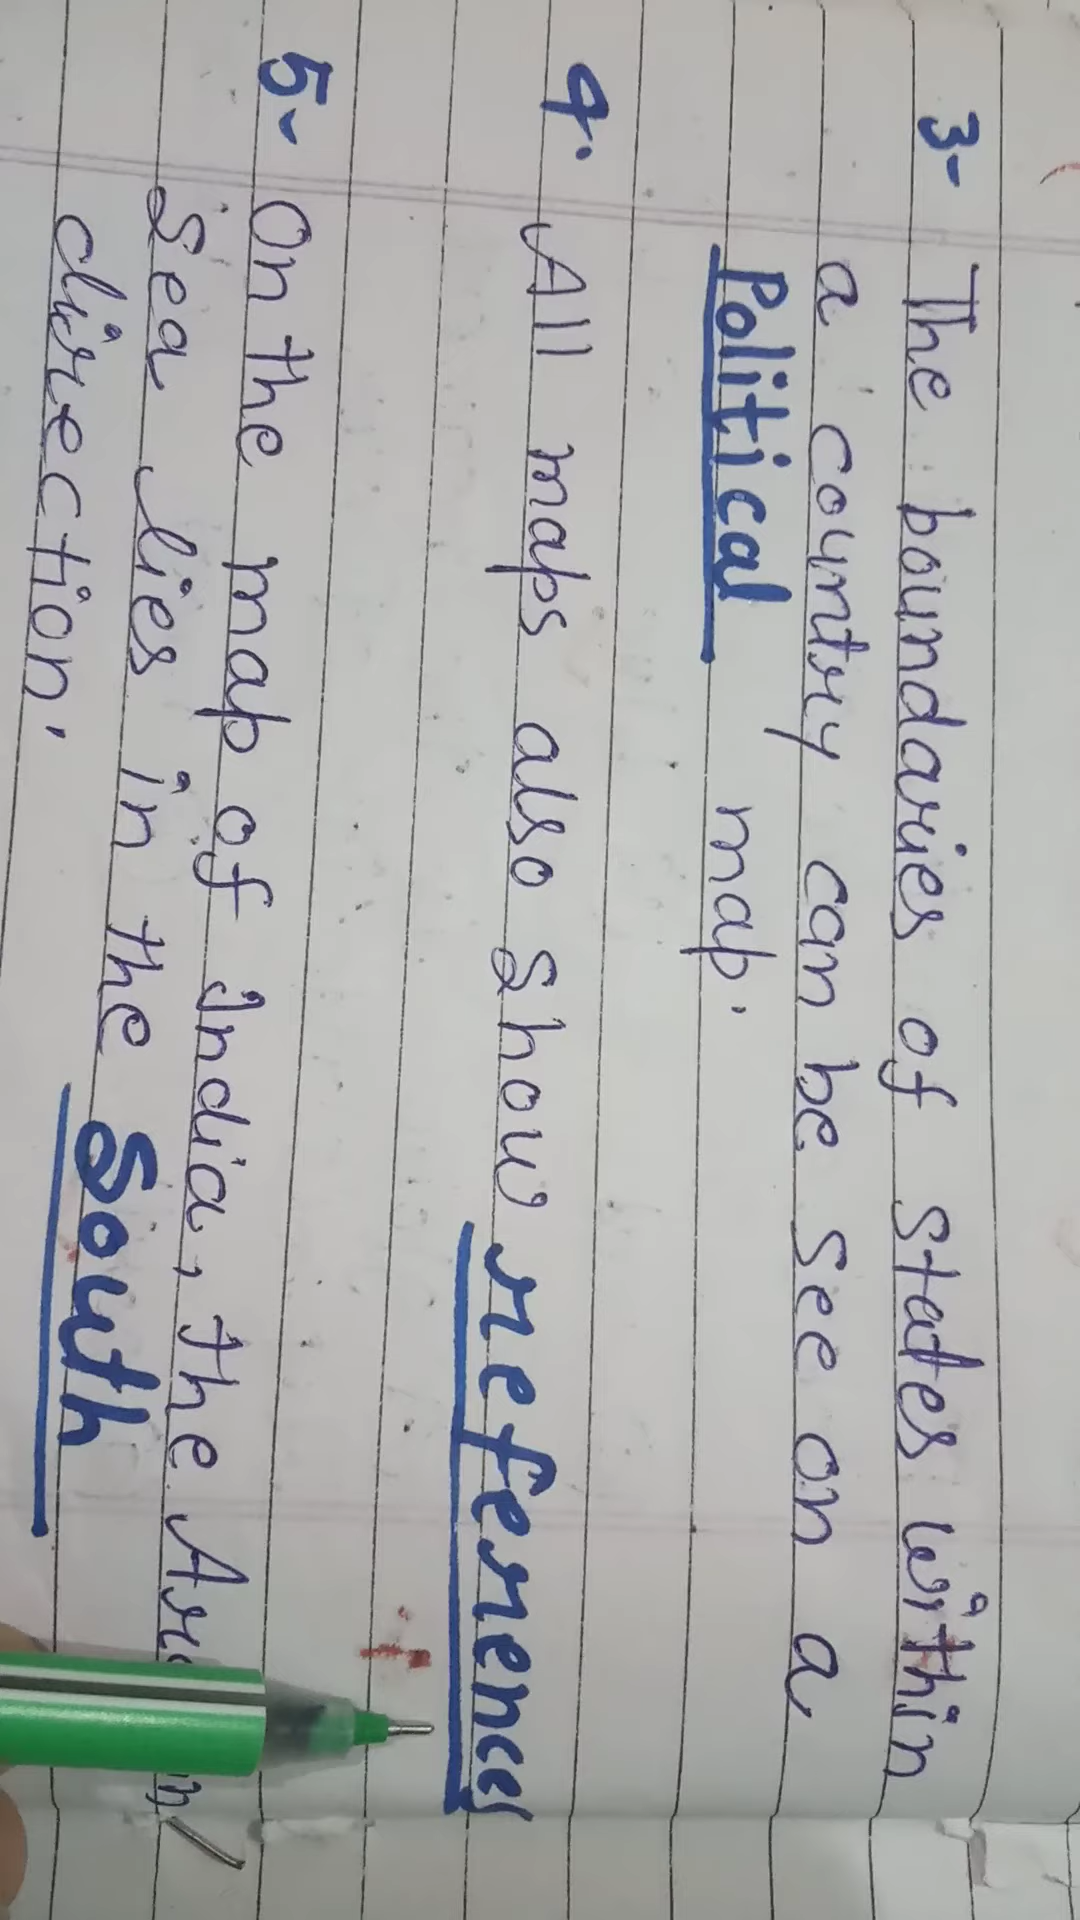 3- The boundaries of states within
a country can be see on a
Political map.
4. All maps also show references
5- On the map of India, the
Sea lies in the South
direction.